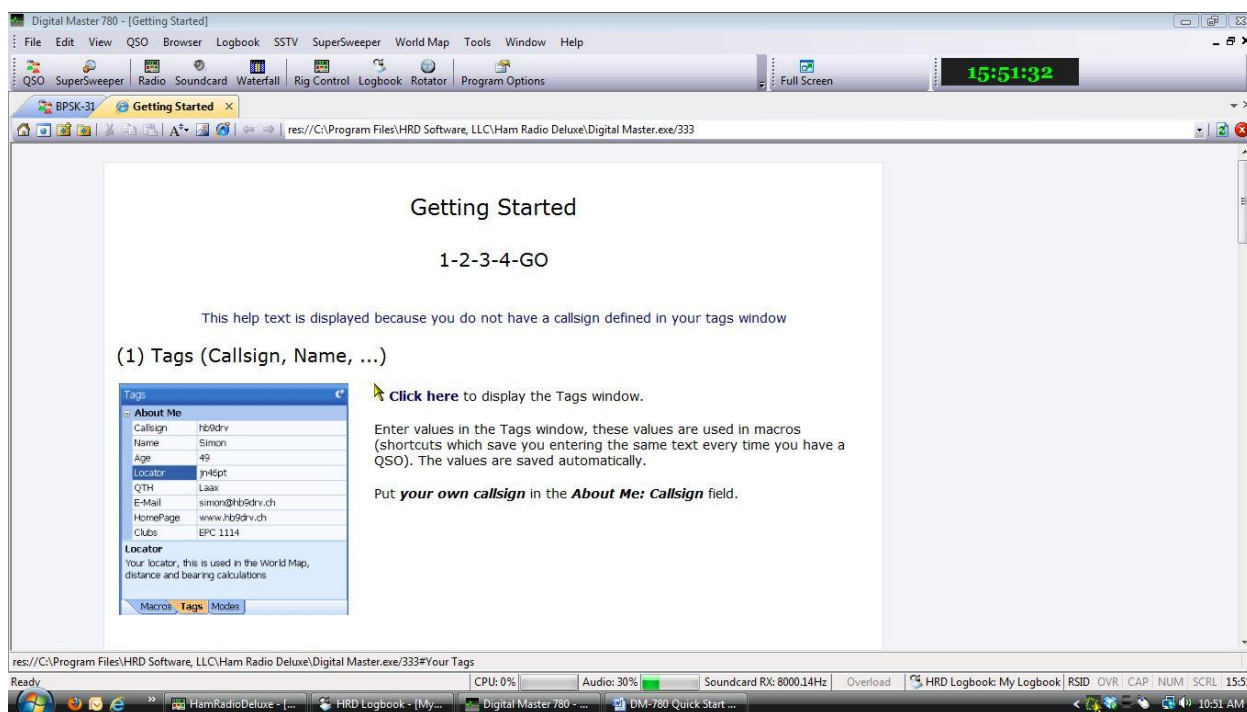 Digital Master 780 - [Getting Started]
File Edit View QSO Browser Logbook SSTV SuperSweeper World Map Tools Window Help
QSO SuperSweeper Radio Soundcard Waterfall Rig Control Logbook Rotator Program Options Full Screen 15:51:32
BPSK-31 Getting Started
res://C:\Program Files\HRD Software, LLC\Ham Radio Deluxe\Digital Master.exe/333
Getting Started
1-2-3-4-GO
This help text is displayed because you do not have a callsign defined in your tags window
(1) Tags (Callsign, Name, ...)
Tags
About Me
Callsign hb9drv
Name Simon
Age 49
Locator jn46pt
QTH Laax
E-Mail simon@hb9drv.ch
HomePage www.hb9drv.ch
Clubs EPC 1114
Locator
Your locator, this is used in the World Map,
distance and bearing calculations
Macros Tags Modes
Click here to display the Tags window.
Enter values in the Tags window, these values are used in macros
(shortcuts which save you entering the same text every time you have a
QSO). The values are saved automatically.
Put your own callsign in the About Me: Callsign field.
res://C:\Program Files\HRD Software, LLC\Ham Radio Deluxe\Digital Master.exe/333#Your Tags
Ready CPU: 0% Audio: 30% Soundcard RX: 8000.14Hz Overload HRD Logbook: My Logbook RSID OVR CAP NUM SCRL 15:5
HamRadioDeluxe - [... HRD Logbook - [My... Digital Master 780 - ... DM-780 Quick Start ... 10:51 AM